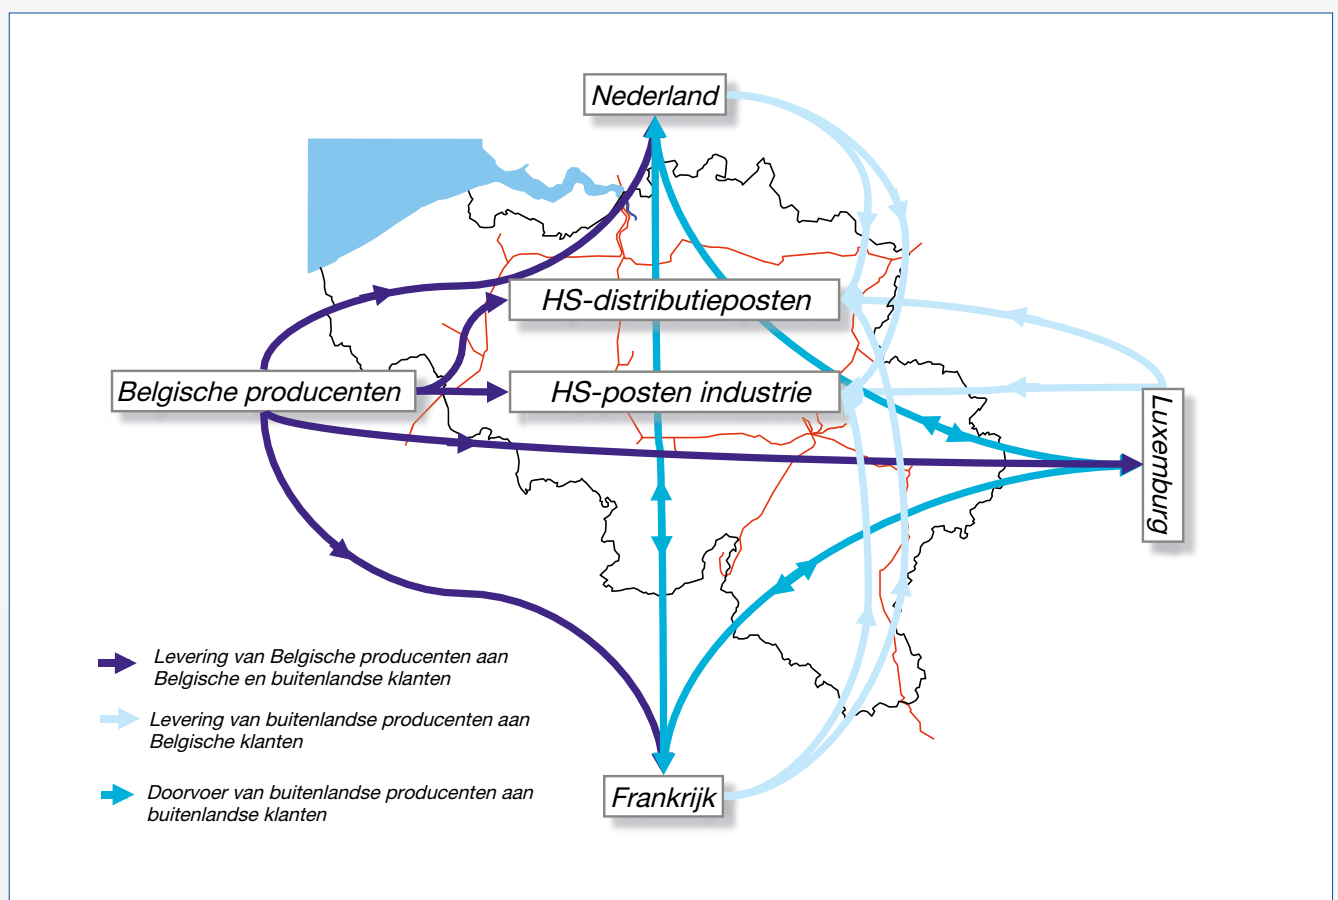 Nederland
HS-distributieposten
Belgische producenten
HS-posten industrie
Luxemburg
Levering van Belgische producenten aan
Belgische en buitenlandse klanten
Levering van buitenlandse producenten aan
Belgische klanten
Doorvoer van buitenlandse producenten aan
buitenlandse klanten
Frankrijk